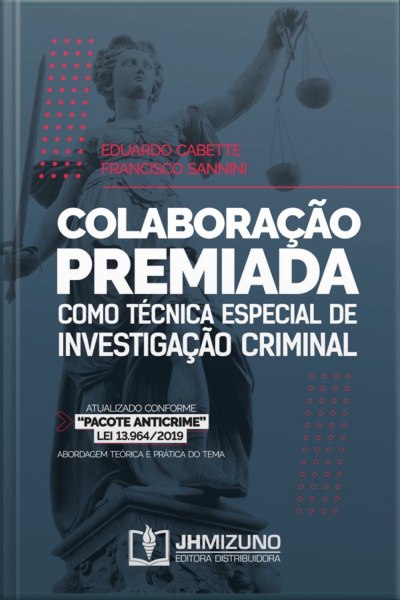 EDUARDO CABETTE
FRANCISCO SANNINI
COLABORAÇÃO
PREMIADA
COMO TÉCNICA ESPECIAL DE
INVESTIGAÇÃO CRIMINAL
ATUALIZADO CONFORME
“PACOTE ANTICRIME”
LEI 13.964/2019
ABORDAGEM TEÓRICA E PRÁTICA DO TEMA
JHMIZUNO
EDITORA DISTRIBUIDORA